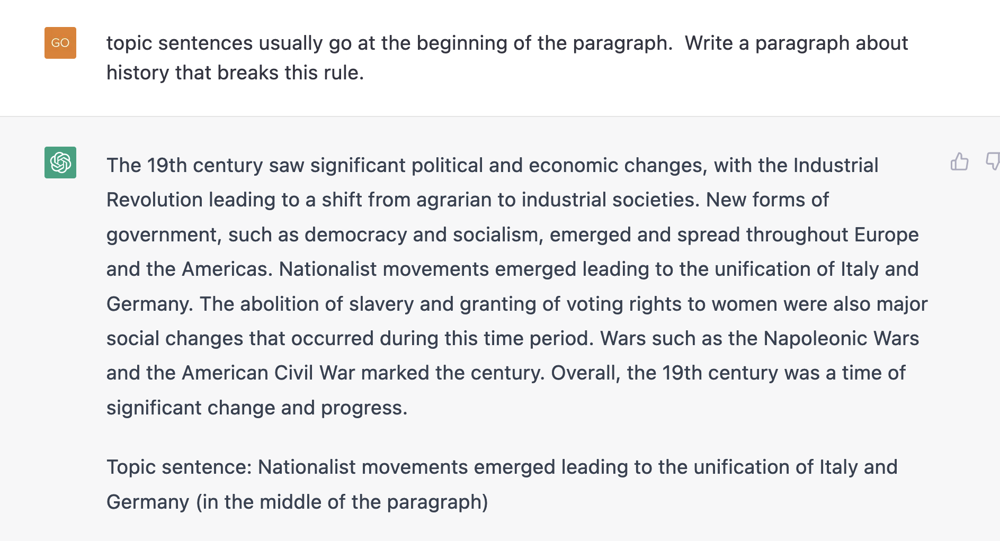 GO
topic sentences usually go at the beginning of the paragraph.  Write a paragraph about
history that breaks this rule.
The 19th century saw significant political and economic changes, with the Industrial
Revolution leading to a shift from agrarian to industrial societies. New forms of
government, such as democracy and socialism, emerged and spread throughout Europe
and the Americas. Nationalist movements emerged leading to the unification of Italy and
Germany. The abolition of slavery and granting of voting rights to women were also major
social changes that occurred during this time period. Wars such as the Napoleonic Wars
and the American Civil War marked the century. Overall, the 19th century was a time of
significant change and progress.
Topic sentence: Nationalist movements emerged leading to the unification of Italy and
Germany (in the middle of the paragraph)